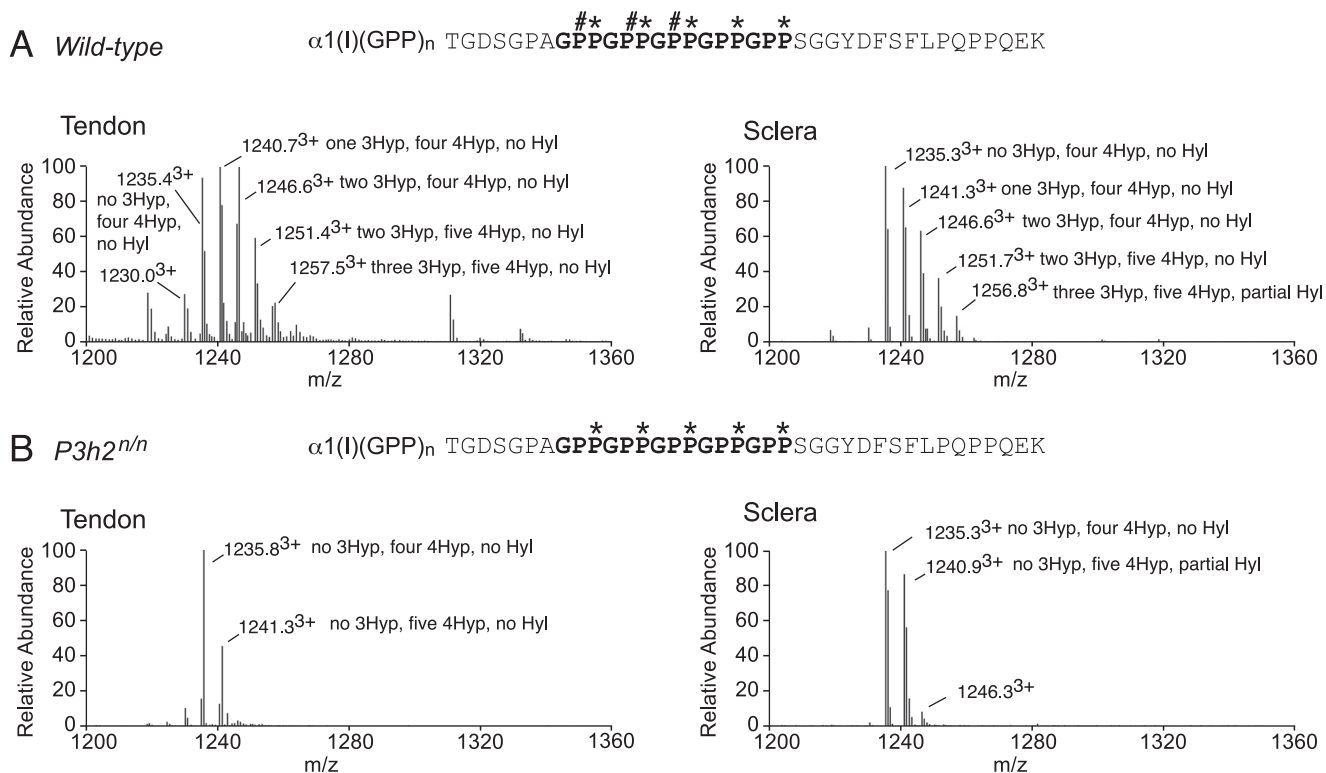 # # #
* * * * *
A Wild-type α1(I)(GPP)n TGDSGPAGPPGPPGPPGPPGPPSGGYDFSFLPQPPQEK
Tendon
Relative Abundance
100
80
60
40
20
0
1200 1240 1280 1320 1360
m/z
1240.7³⁺ one 3Hyp, four 4Hyp, no Hyl
1235.4³⁺
no 3Hyp,
four 4Hyp,
no Hyl
1246.6³⁺ two 3Hyp, four 4Hyp, no Hyl
1251.4³⁺ two 3Hyp, five 4Hyp, no Hyl
1230.0³⁺
1257.5³⁺ three 3Hyp, five 4Hyp, no Hyl
Sclera
Relative Abundance
100
80
60
40
20
0
1200 1240 1280 1320 1360
m/z
1235.3³⁺ no 3Hyp, four 4Hyp, no Hyl
1241.3³⁺ one 3Hyp, four 4Hyp, no Hyl
1246.6³⁺ two 3Hyp, four 4Hyp, no Hyl
1251.7³⁺ two 3Hyp, five 4Hyp, no Hyl
1256.8³⁺ three 3Hyp, five 4Hyp, partial Hyl
* * * * *
B P3h2ⁿ/ⁿ α1(I)(GPP)n TGDSGPAGPPGPPGPPGPPGPPSGGYDFSFLPQPPQEK
Tendon
Relative Abundance
100
80
60
40
20
0
1200 1240 1280 1320 1360
m/z
1235.8³⁺ no 3Hyp, four 4Hyp, no Hyl
1241.3³⁺ no 3Hyp, five 4Hyp, no Hyl
Sclera
Relative Abundance
100
80
60
40
20
0
1200 1240 1280 1320 1360
m/z
1235.3³⁺ no 3Hyp, four 4Hyp, no Hyl
1240.9³⁺ no 3Hyp, five 4Hyp, partial Hyl
1246.3³⁺